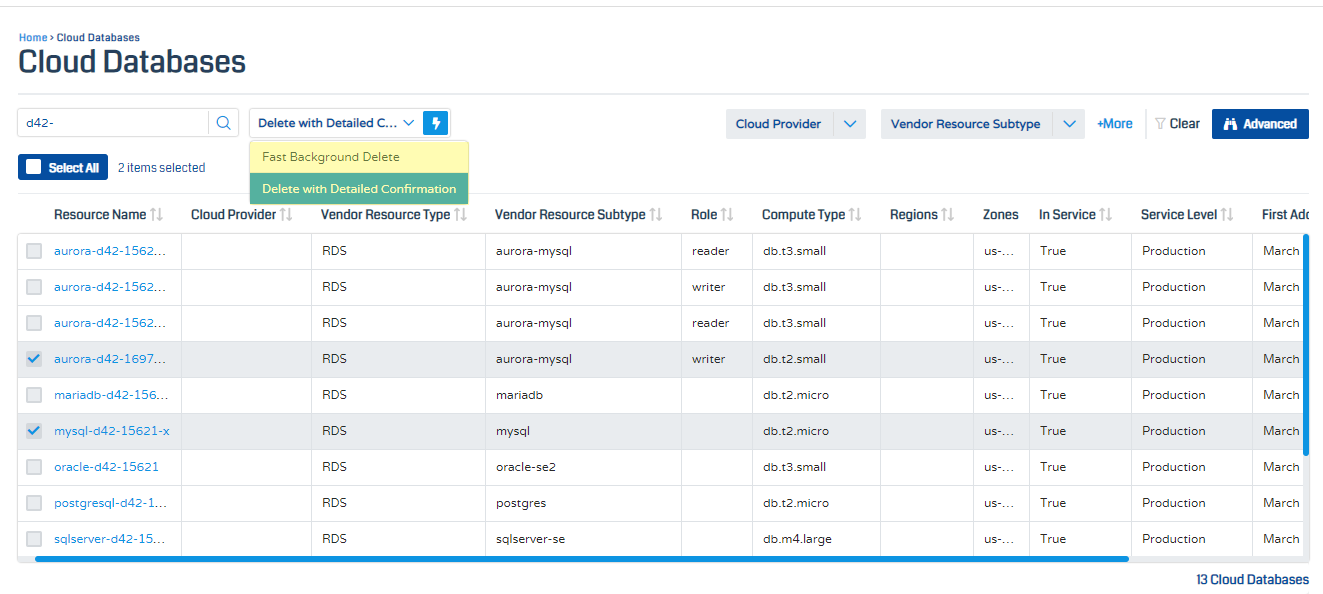 Home › Cloud Databases
Cloud Databases
d42- Delete with Detailed C... Cloud Provider Vendor Resource Subtype +More Clear Advanced
Fast Background Delete
Select All 2 items selected
Delete with Detailed Confirmation
Resource Name Cloud Provider Vendor Resource Type Vendor Resource Subtype Role Compute Type Regions Zones In Service Service Level First Add
aurora-d42-1562... RDS aurora-mysql reader db.t3.small us-... True Production March
aurora-d42-1562... RDS aurora-mysql writer db.t3.small us-... True Production March
aurora-d42-1562... RDS aurora-mysql reader db.t3.small us-... True Production March
aurora-d42-1697... RDS aurora-mysql writer db.t2.small us-... True Production March
mariadb-d42-156... RDS mariadb db.t2.micro us-... True Production March
mysql-d42-15621-x RDS mysql db.t2.micro us-... True Production March
oracle-d42-15621 RDS oracle-se2 db.t3.small us-... True Production March
postgresql-d42-1... RDS postgres db.t2.micro us-... True Production March
sqlserver-d42-15... RDS sqlserver-se db.m4.large us-... True Production March
13 Cloud Databases